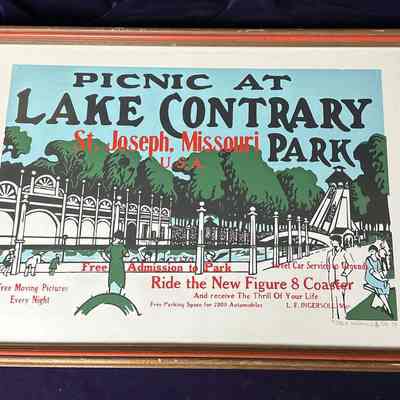 PICNIC AT
LAKE CONTRARY
St. Joseph, Missouri PARK
U.S.A.
Free Admission to Park Street Car Service to Grounds
Free Moving Pictures Ride the New Figure 8 Coaster
Every Night And receive The Thrill Of Your Life
Free Parking Space for 2000 Automobiles L. F. INGERSOLL, Mgr.